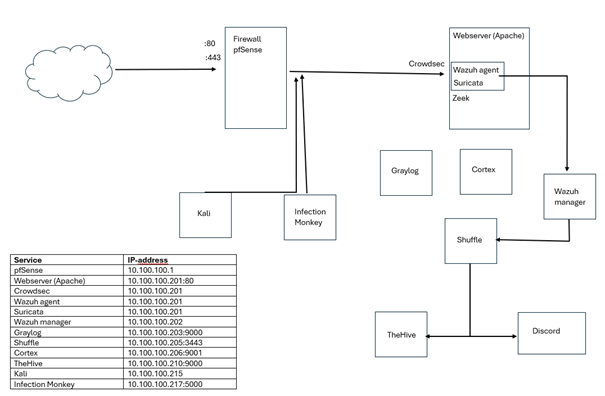 Firewall
pfSense
:80
:443
Webserver (Apache)
Crowdsec
Wazuh agent
Suricata
Zeek
Graylog
Cortex
Wazuh
manager
Kali
Infection
Monkey
Shuffle
TheHive
Discord
Service IP-address
pfSense 10.100.100.1
Webserver (Apache) 10.100.100.201:80
Crowdsec 10.100.100.201
Wazuh agent 10.100.100.201
Suricata 10.100.100.201
Wazuh manager 10.100.100.202
Graylog 10.100.100.203:9000
Shuffle 10.100.100.205:3443
Cortex 10.100.100.206:9001
TheHive 10.100.100.210:9000
Kali 10.100.100.215
Infection Monkey 10.100.100.217:5000